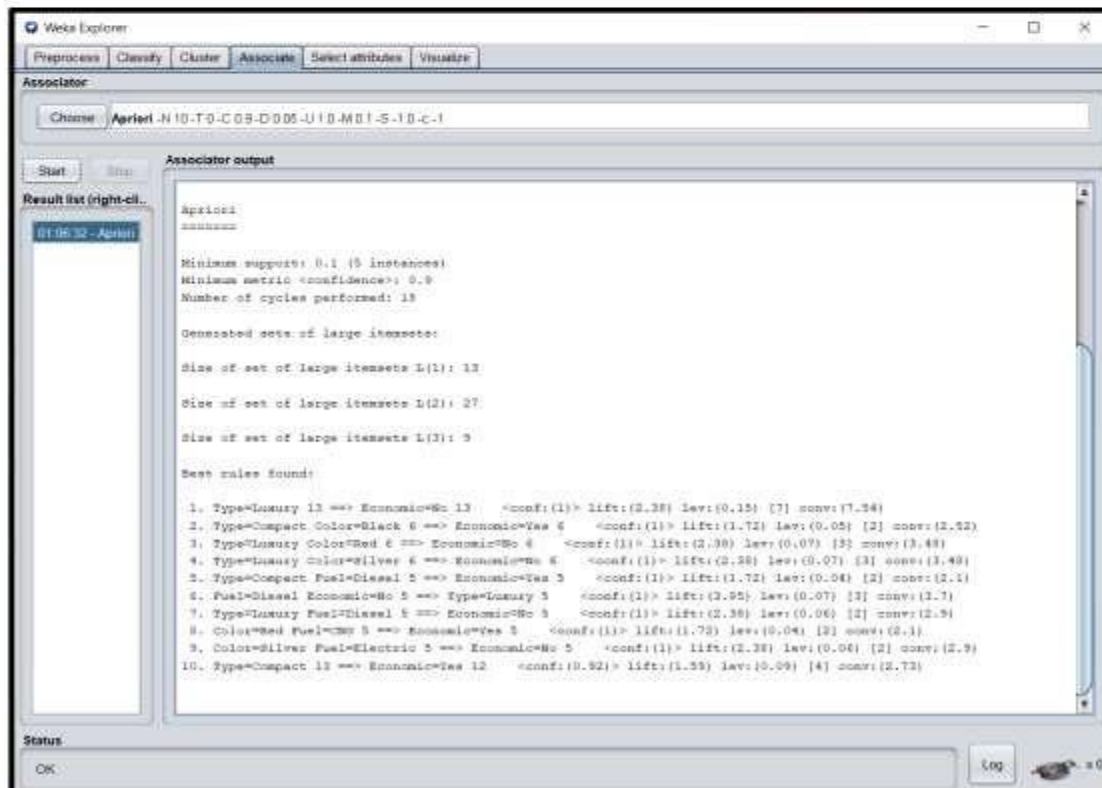 Weka Explorer
Preprocess Classify Cluster Associate Select attributes Visualize
Associator
Choose Apriori -N 10 -T 0 -C 0.9 -D 0.05 -U 1.0 -M 0.1 -S -1.0 -c -1
Start Stop
Associator output
Result list (right-cli...
01:06:32 - Apriori
Apriori
=======
Minimum support: 0.1 (5 instances)
Minimum metric <confidence>: 0.9
Number of cycles performed: 18
Generated sets of large itemsets:
Size of set of large itemsets L(1): 13
Size of set of large itemsets L(2): 27
Size of set of large itemsets L(3): 9
Best rules found:
1. Type=Luxury 13 ==> Economic=No 13 <conf:(1)> lift:(2.38) lev:(0.15) [7] conv:(7.54)
2. Type=Compact Color=Black 6 ==> Economic=Yes 6 <conf:(1)> lift:(1.72) lev:(0.05) [2] conv:(2.52)
3. Type=Luxury Color=Red 6 ==> Economic=No 6 <conf:(1)> lift:(2.38) lev:(0.07) [3] conv:(3.48)
4. Type=Luxury Color=Silver 6 ==> Economic=No 6 <conf:(1)> lift:(2.38) lev:(0.07) [3] conv:(3.48)
5. Type=Compact Fuel=Diesel 5 ==> Economic=Yes 5 <conf:(1)> lift:(1.72) lev:(0.04) [2] conv:(2.1)
6. Fuel=Diesel Economic=No 5 ==> Type=Luxury 5 <conf:(1)> lift:(3.85) lev:(0.07) [3] conv:(3.7)
7. Type=Luxury Fuel=Diesel 5 ==> Economic=No 5 <conf:(1)> lift:(2.38) lev:(0.06) [2] conv:(2.9)
8. Color=Red Fuel=CNG 5 ==> Economic=Yes 5 <conf:(1)> lift:(1.72) lev:(0.04) [2] conv:(2.1)
9. Color=Silver Fuel=Electric 5 ==> Economic=No 5 <conf:(1)> lift:(2.38) lev:(0.06) [2] conv:(2.9)
10. Type=Compact 13 ==> Economic=Yes 12 <conf:(0.92)> lift:(1.59) lev:(0.09) [4] conv:(2.73)
Status
OK
Log
x 0